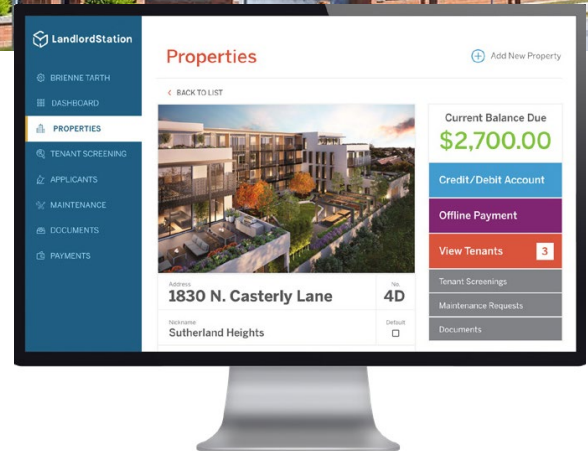 LandlordStation
BRIENNE TARTH
DASHBOARD
PROPERTIES
TENANT SCREENING
APPLICANTS
MAINTENANCE
DOCUMENTS
PAYMENTS
Properties
Add New Property
< BACK TO LIST
Current Balance Due
$2,700.00
Credit/Debit Account
Offline Payment
View Tenants 3
Tenant Screenings
Maintenance Requests
Documents
Address
1830 N. Casterly Lane
No.
4D
Nickname
Sutherland Heights
Default